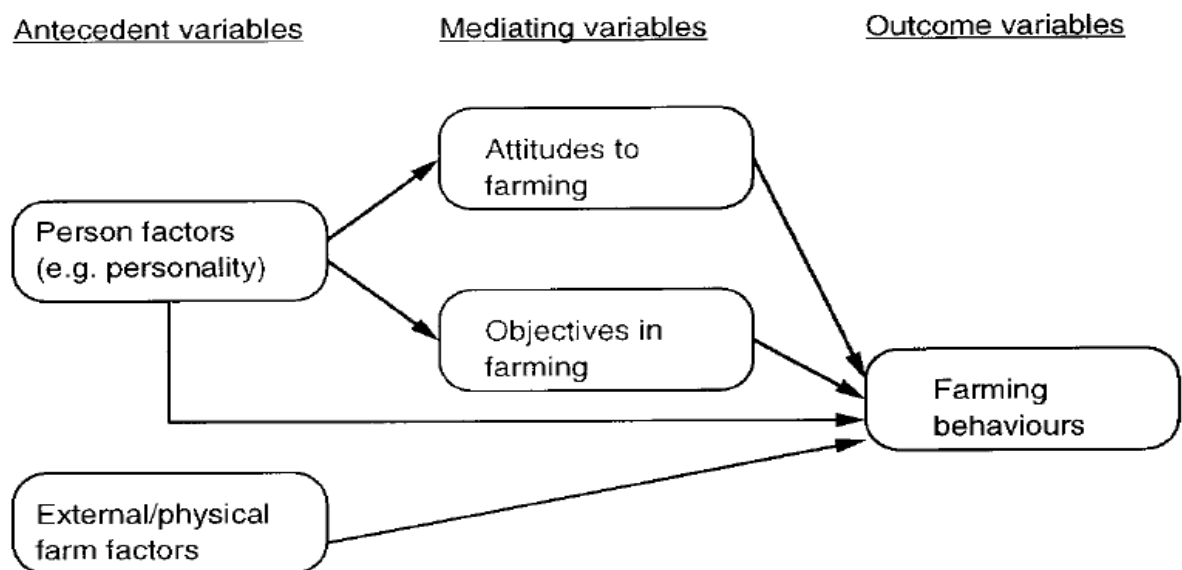 Antecedent variables
Mediating variables
Outcome variables
Attitudes to
farming
Person factors
(e.g. personality)
Objectives in
farming
Farming
behaviours
External/physical
farm factors